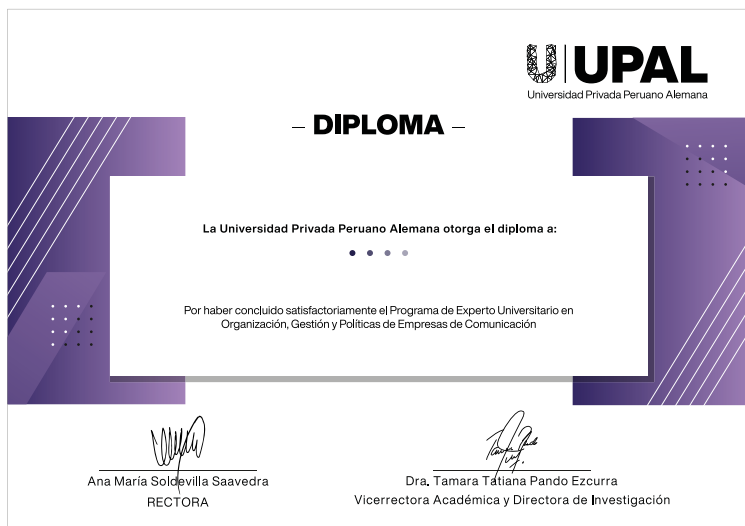 UPAL
Universidad Privada Peruano Alemana
– DIPLOMA –
La Universidad Privada Peruano Alemana otorga el diploma a:
Por haber concluido satisfactoriamente el Programa de Experto Universitario en
Organización, Gestión y Políticas de Empresas de Comunicación
Ana María Soldevilla Saavedra
RECTORA
Dra. Tamara Tatiana Pando Ezcurra
Vicerrectora Académica y Directora de Investigación